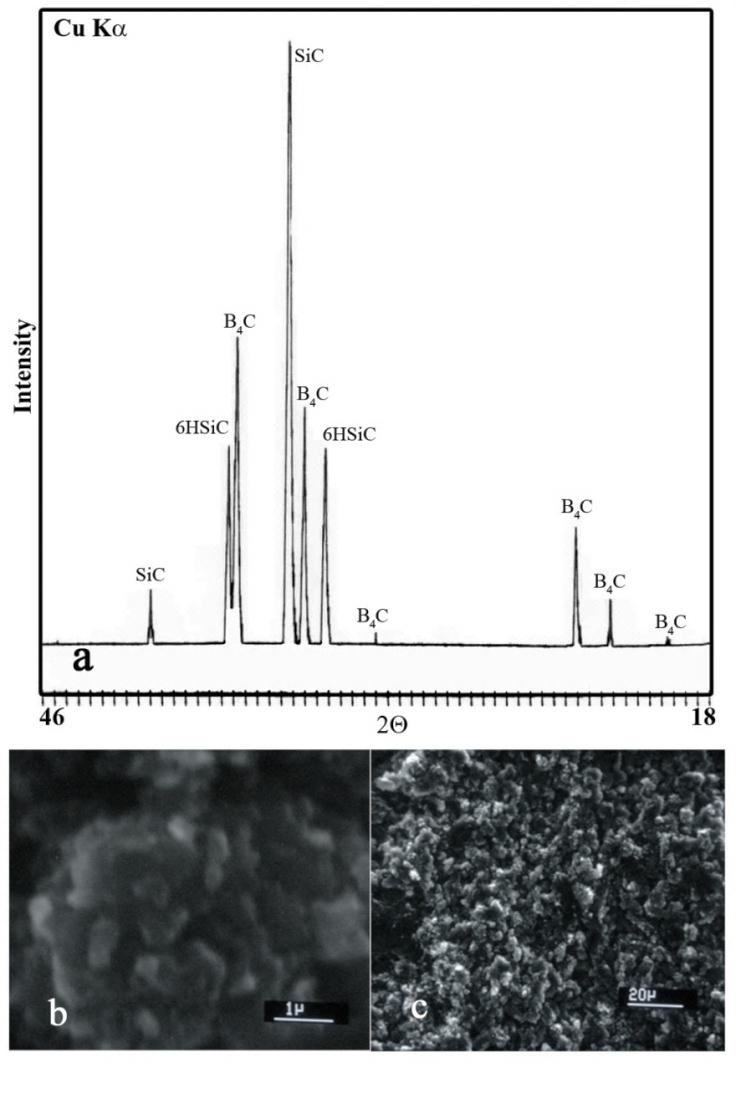 Cu Kα
SiC
B₄C
B₄C
6HSiC
6HSiC
B₄C
SiC
B₄C
B₄C
B₄C
a
Intensity
46
2Θ
18
b
1μ
c
20μ